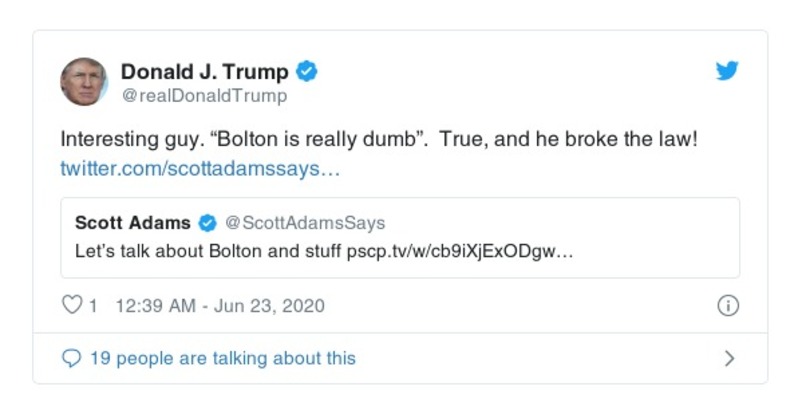 Donald J. Trump
@realDonaldTrump
Interesting guy. “Bolton is really dumb”.  True, and he broke the law!
twitter.com/scottadamssays…
Scott Adams @ScottAdamsSays
Let’s talk about Bolton and stuff pscp.tv/w/cb9iXjExODgw…
1 12:39 AM - Jun 23, 2020
19 people are talking about this